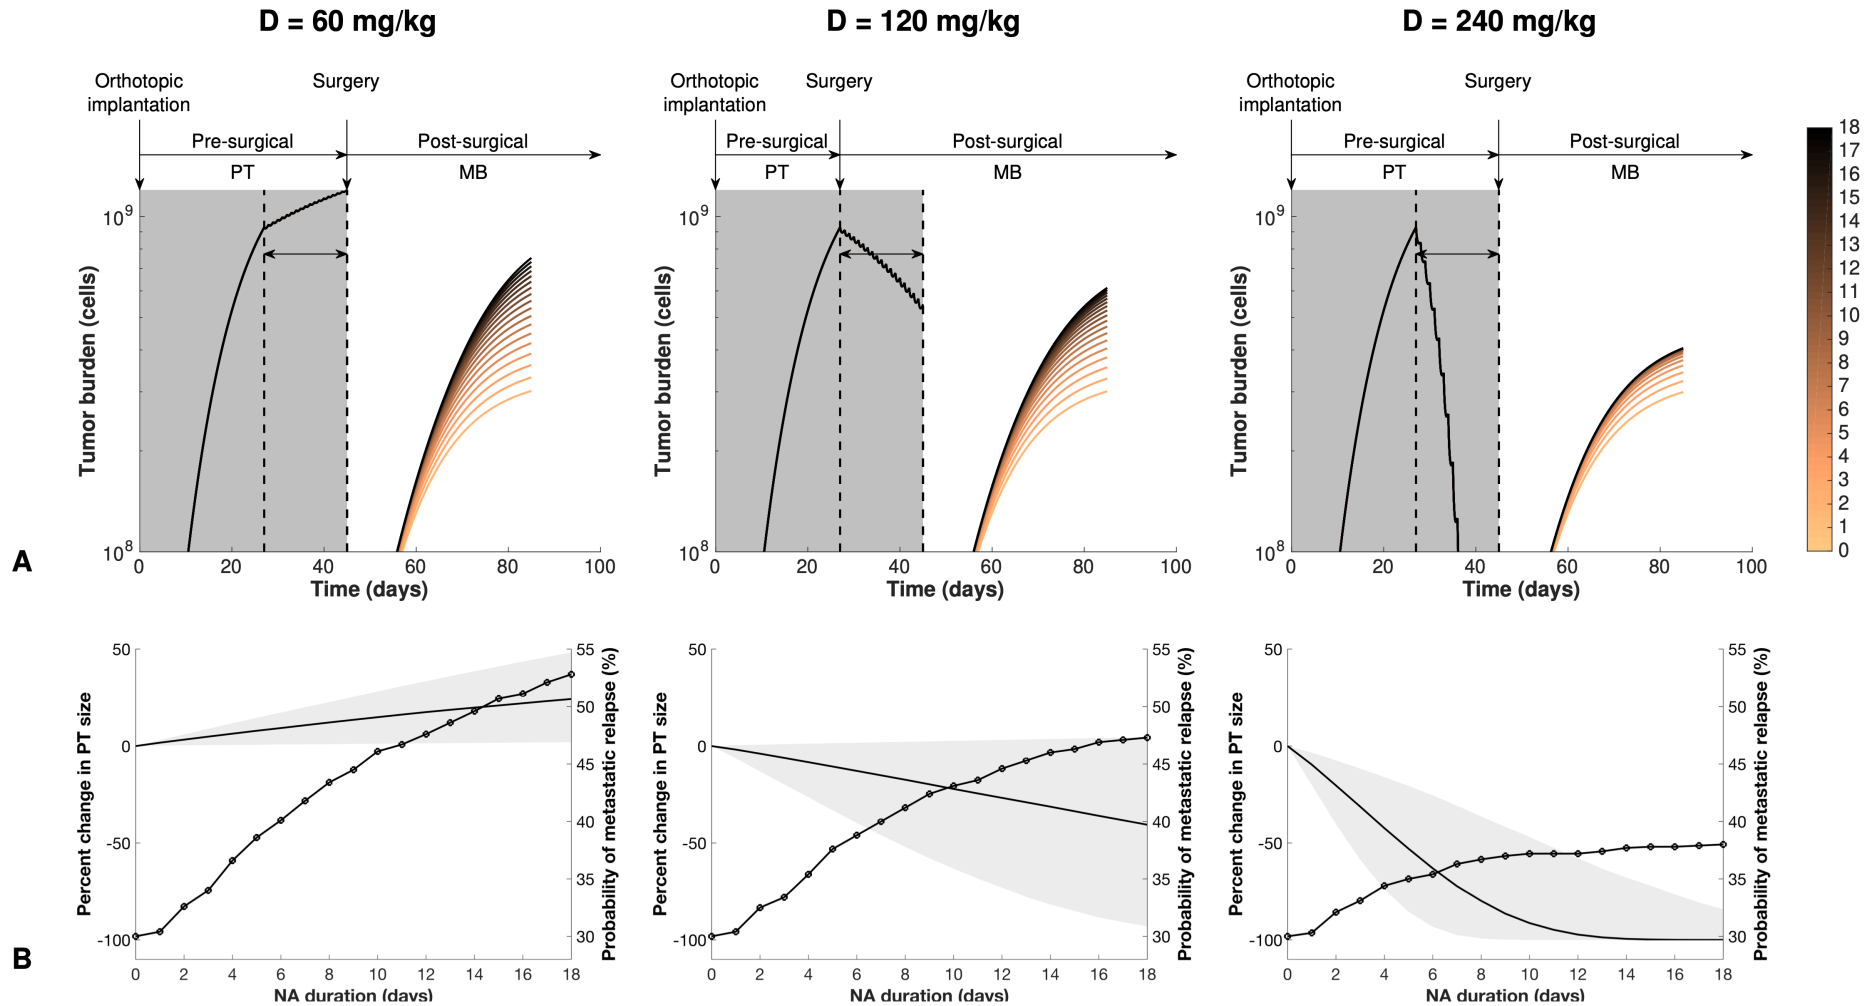 D = 60 mg/kg
D = 120 mg/kg
D = 240 mg/kg
Orthotopic
implantation
Surgery
Pre-surgical
Post-surgical
PT
MB
Orthotopic
implantation
Surgery
Pre-surgical
Post-surgical
PT
MB
Orthotopic
implantation
Surgery
Pre-surgical
Post-surgical
PT
MB
Tumor burden (cells)
10^9
10^8
0 20 40 60 80 100
Time (days)
Tumor burden (cells)
10^9
10^8
0 20 40 60 80 100
Time (days)
Tumor burden (cells)
10^9
10^8
0 20 40 60 80 100
Time (days)
18
17
16
15
14
13
12
11
10
9
8
7
6
5
4
3
2
1
0
A
Percent change in PT size
50
0
-50
-100
55
50
45
40
35
30
Probability of metastatic relapse (%)
0 2 4 6 8 10 12 14 16 18
NA duration (days)
Percent change in PT size
50
0
-50
-100
55
50
45
40
35
30
Probability of metastatic relapse (%)
0 2 4 6 8 10 12 14 16 18
NA duration (days)
Percent change in PT size
50
0
-50
-100
55
50
45
40
35
30
Probability of metastatic relapse (%)
0 2 4 6 8 10 12 14 16 18
NA duration (days)
B